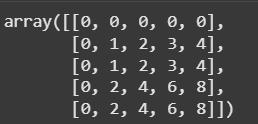 array([[0, 0, 0, 0, 0],
       [0, 1, 2, 3, 4],
       [0, 1, 2, 3, 4],
       [0, 2, 4, 6, 8],
       [0, 2, 4, 6, 8]])